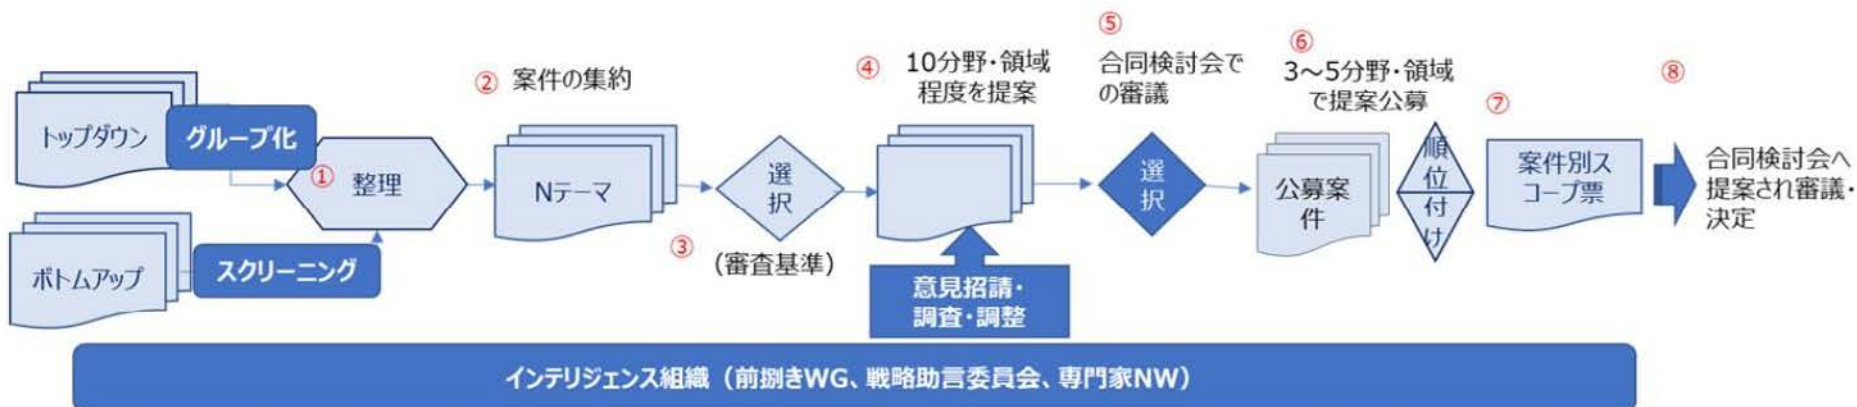 トップダウン
グループ化
ボトムアップ
スクリーニング
①
整理
②
案件の集約
Nテーマ
③
選択
(審査基準)
④
10分野・領域
程度を提案
意見招請・
調査・調整
⑤
合同検討会で
の審議
選択
⑥
3～5分野・領域
で提案公募
公募案
件
順位付け
⑦
案件別ス
コープ票
⑧
合同検討会へ
提案され審議・
決定
インテリジェンス組織（前捌きWG、戦略助言委員会、専門家NW）